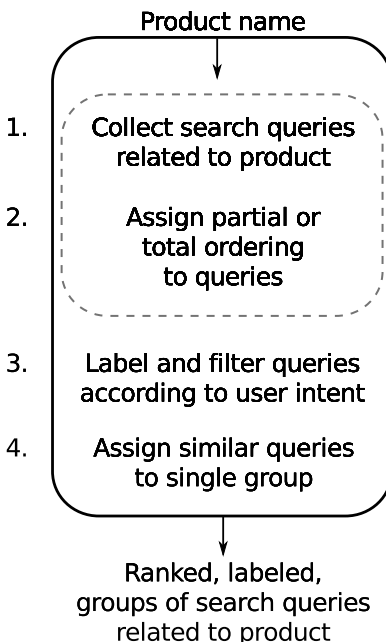 Product name
1. Collect search queries
related to product
2. Assign partial or
total ordering
to queries
3. Label and filter queries
according to user intent
4. Assign similar queries
to single group
Ranked, labeled,
groups of search queries
related to product